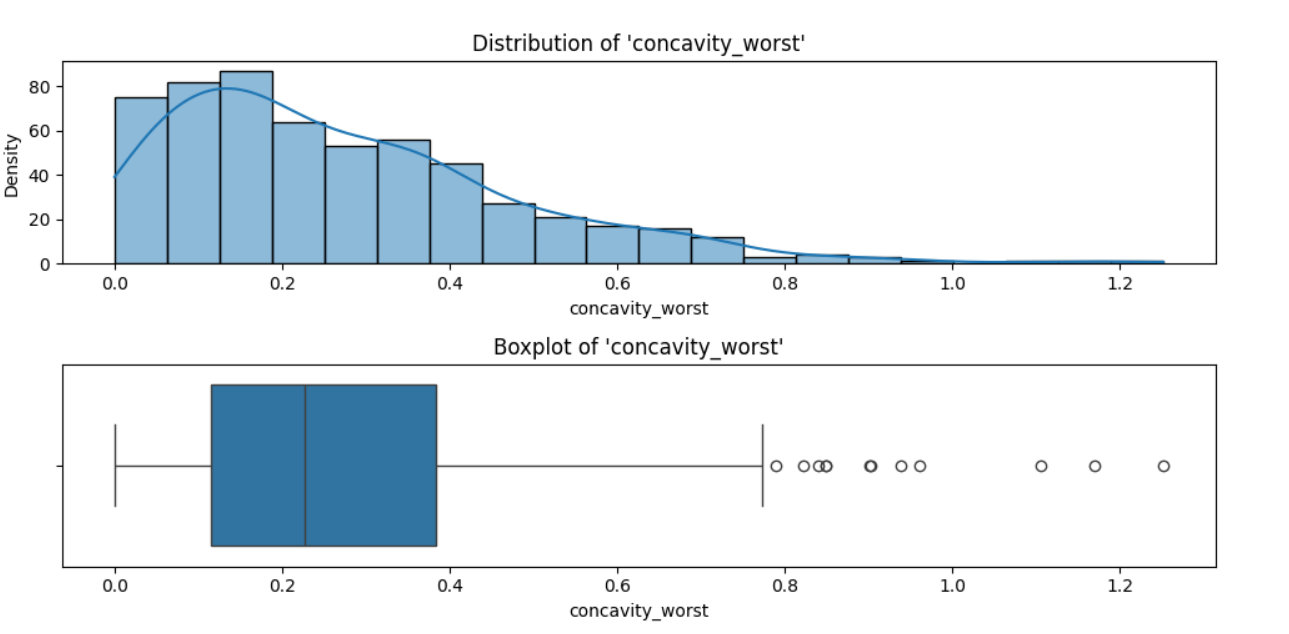 Distribution of 'concavity_worst'
Density
80
60
40
20
0
0.0 0.2 0.4 0.6 0.8 1.0 1.2
concavity_worst
Boxplot of 'concavity_worst'
0.0 0.2 0.4 0.6 0.8 1.0 1.2
concavity_worst